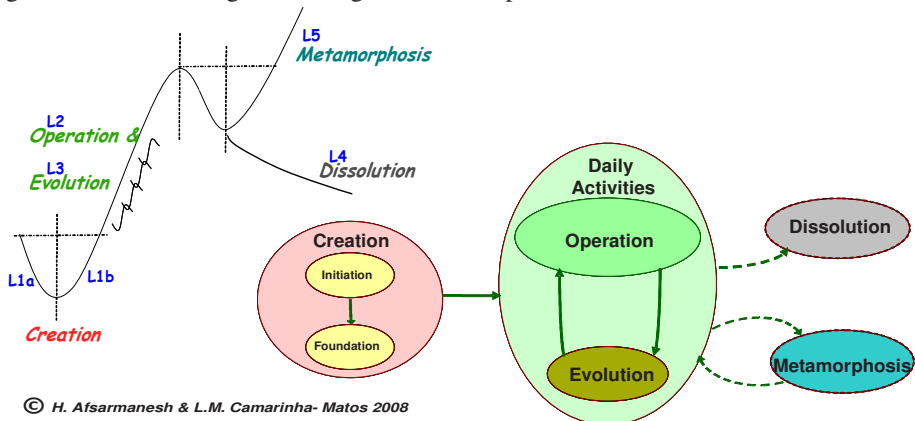 L5
Metamorphosis
L2
Operation &
L3
Evolution
L4
Dissolution
L1a
L1b
Creation
Creation
Initiation
Foundation
Daily
Activities
Operation
Evolution
Dissolution
Metamorphosis
© H. Afsarmanesh & L.M. Camarinha- Matos 2008